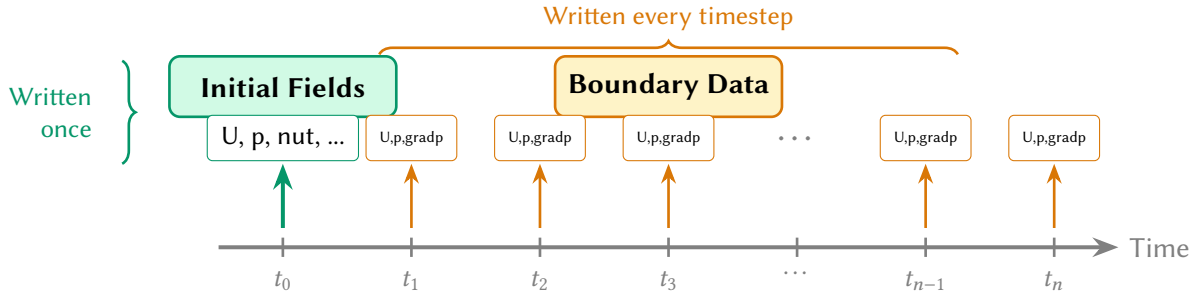 Written every timestep
Written
once
Initial Fields
Boundary Data
U, p, nut, ...
U,p,gradp
U,p,gradp
U,p,gradp
...
U,p,gradp
U,p,gradp
Time
t0
t1
t2
t3
...
tn−1
tn